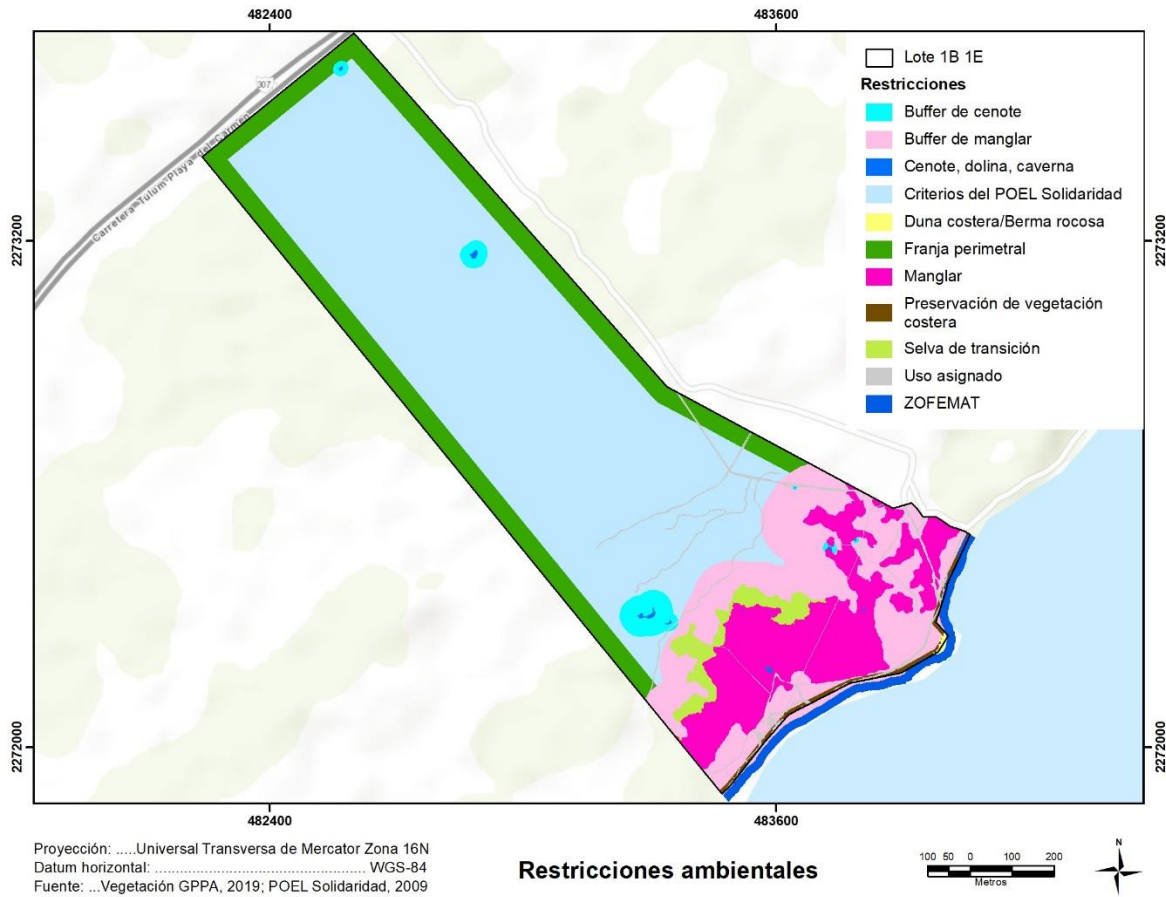 482400
483600
Lote 1B 1E
Restricciones
Buffer de cenote
Buffer de manglar
Cenote, dolina, caverna
Criterios del POEL Solidaridad
Duna costera/Berma rocosa
Franja perimetral
Manglar
Preservación de vegetación
costera
Selva de transición
Uso asignado
ZOFEMAT
307
Carretera Tulum Playa del Carmen
2273200
2273200
2272000
2272000
482400
483600
Proyección: .....Universal Transversa de Mercator Zona 16N
Datum horizontal: ........................................ WGS-84
Fuente: ...Vegetación GPPA, 2019; POEL Solidaridad, 2009
Restricciones ambientales
100 50 0 100 200
Metros
N